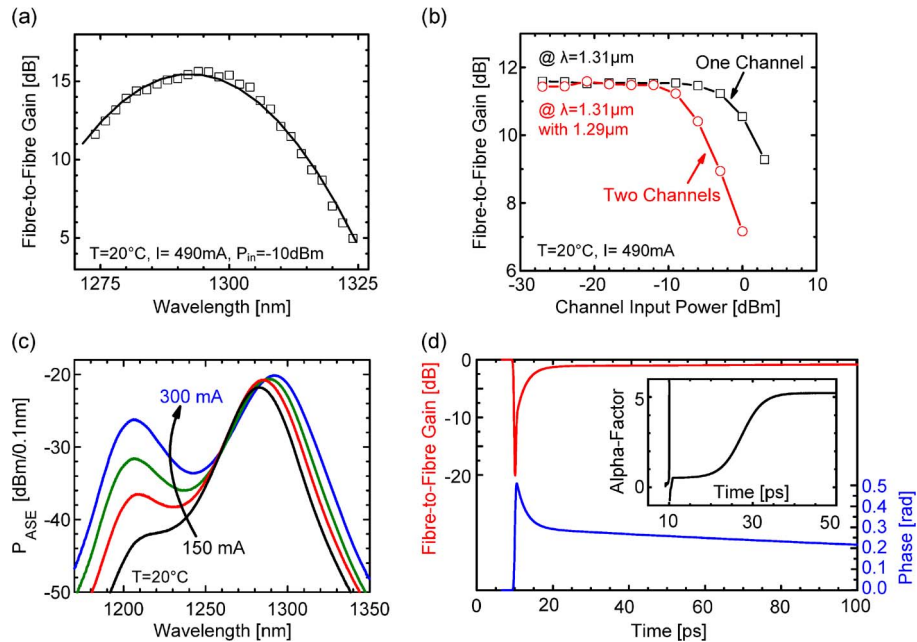 (a)
Fibre-to-Fibre Gain [dB]
15
10
5
T=20°C, I= 490mA, Pin=-10dBm
1275
1300
1325
Wavelength [nm]
(b)
Fibre-to-Fibre Gain [dB]
12
10
8
6
@ λ=1.31µm
One Channel
@ λ=1.31µm
with 1.29µm
Two Channels
T=20°C, I= 490mA
-30
-20
-10
0
10
Channel Input Power [dBm]
(c)
PASE [dBm/0.1nm]
-20
-30
-40
-50
300 mA
150 mA
T=20°C
1200
1250
1300
1350
Wavelength [nm]
(d)
Fibre-to-Fibre Gain [dB]
0
-10
-20
Alpha-Factor
5
0
Time [ps]
10
30
50
Phase [rad]
0.5
0.4
0.3
0.2
0.1
0.0
0
20
40
60
80
100
Time [ps]